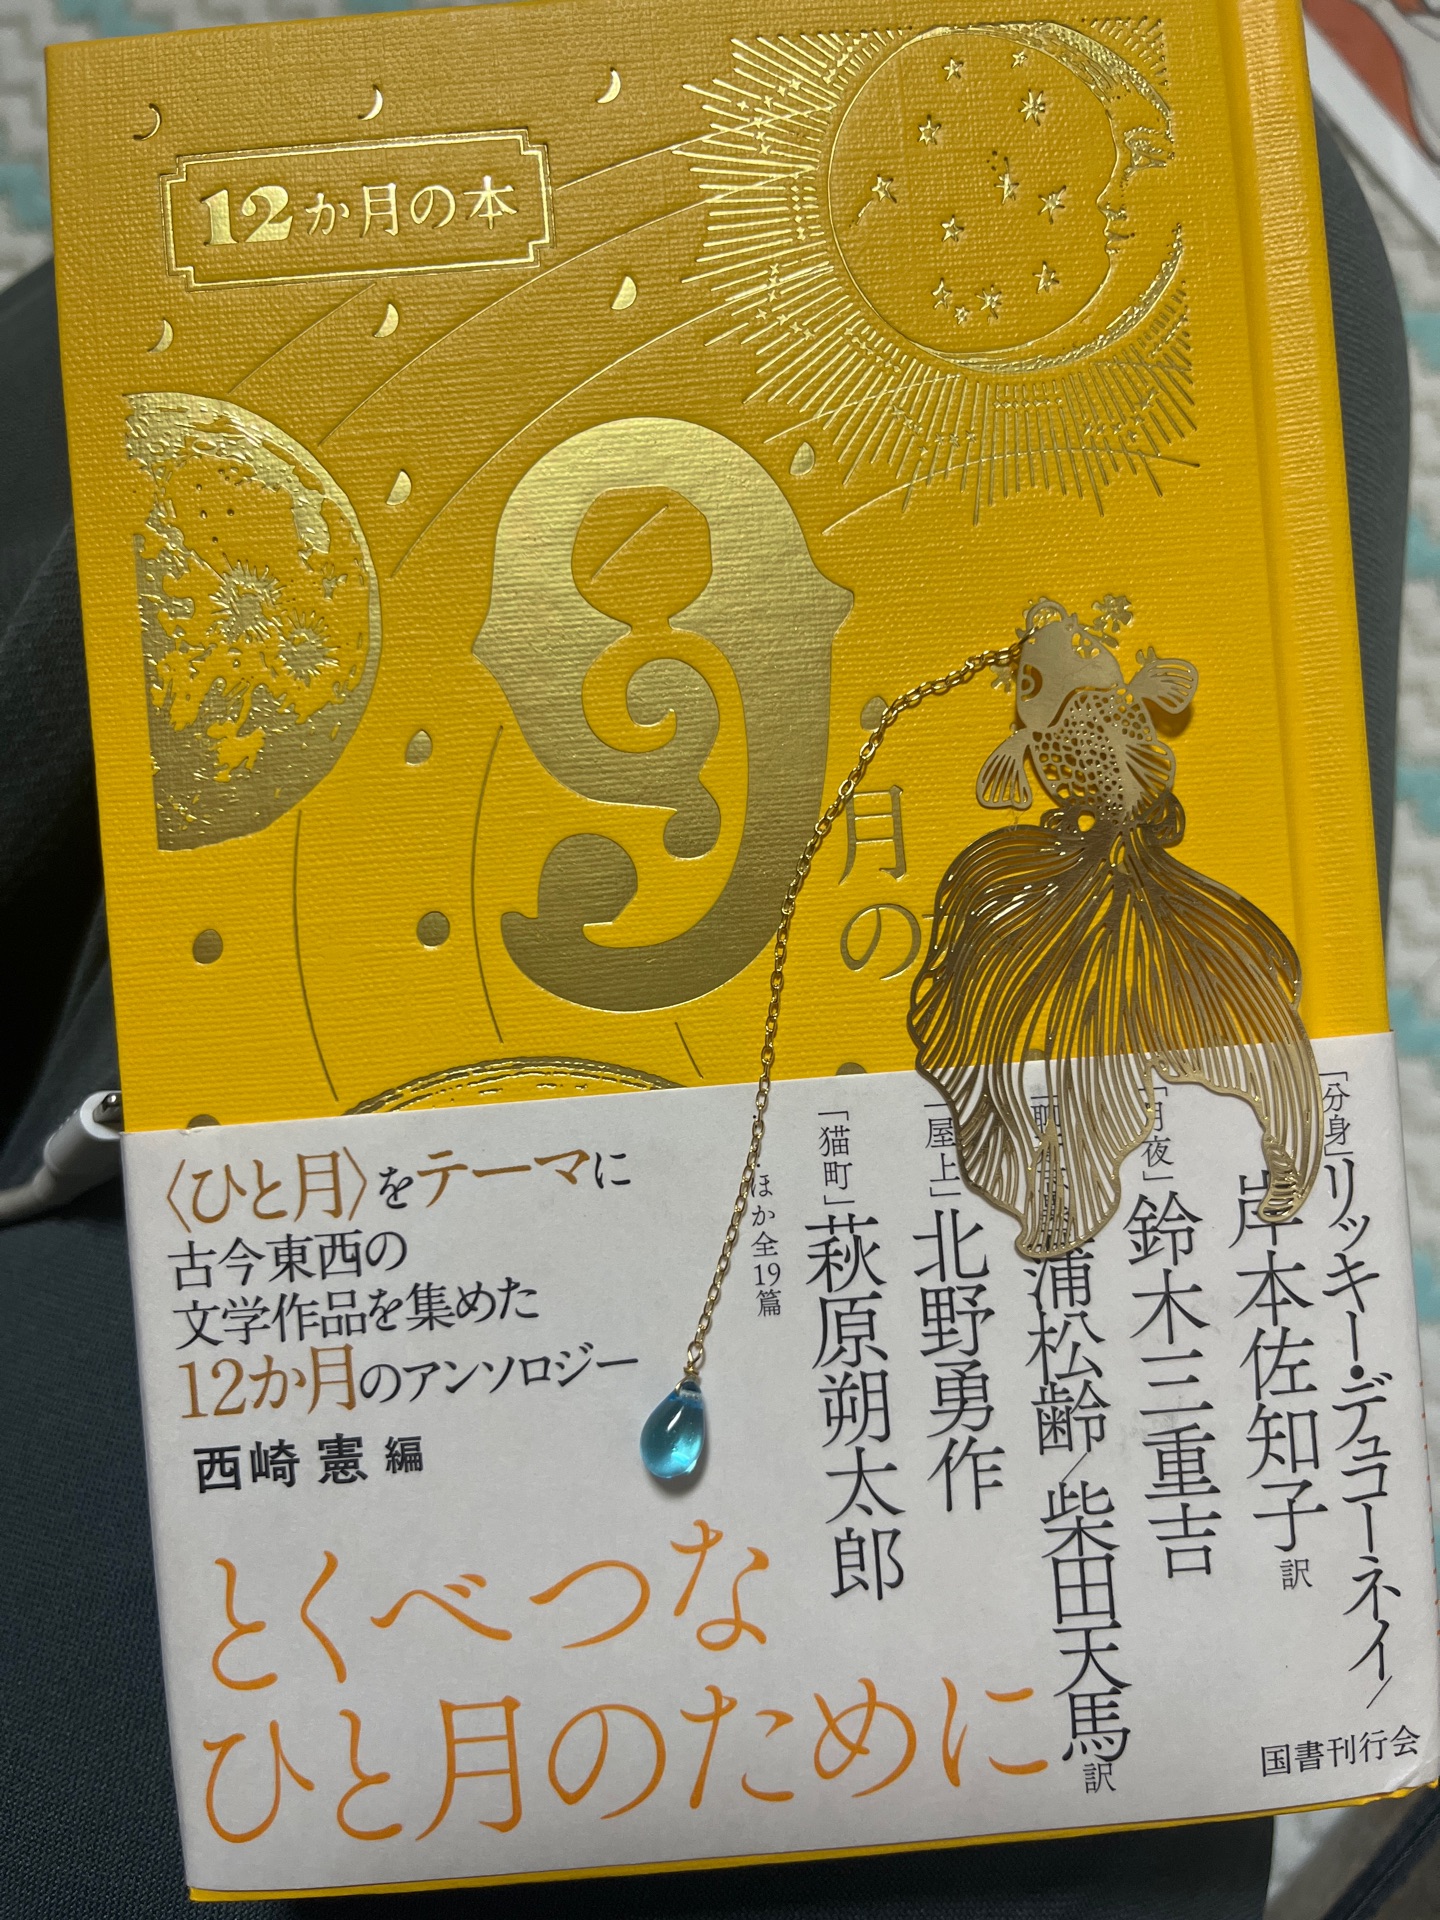 12か月の本
9
月の
〈ひと月〉をテーマに
古今東西の
文学作品を集めた
12か月のアンソロジー
西崎 憲 編
とくべつな
ひと月のために
「分身」リッキー・デュコーネイ/
岸本佐知子 訳
夜」鈴木三重吉
浦松齢/柴田天馬 訳
「屋上」北野勇作
「猫町」萩原朔太郎
ほか全19篇
国書刊行会